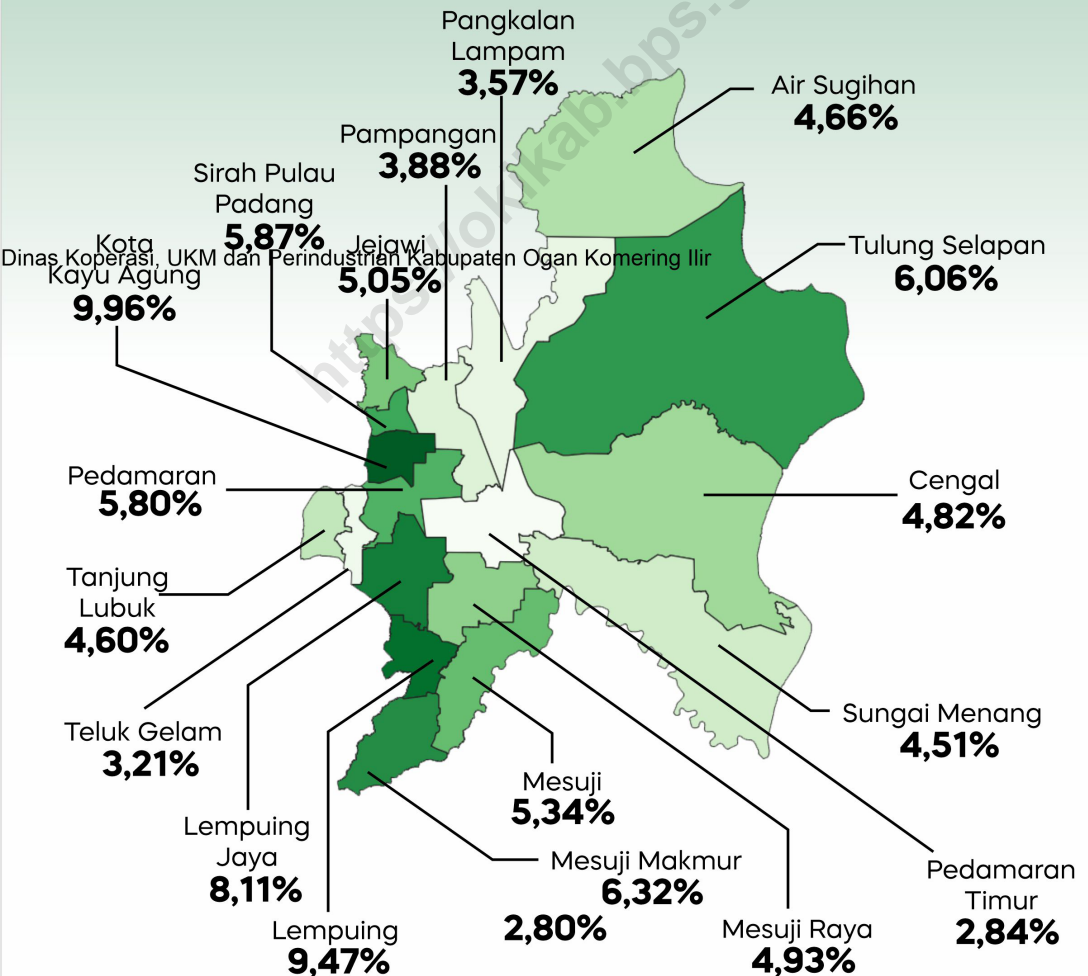 Pangkalan
Lampam
3,57%
Air Sugihan
4,66%
Pampangan
3,88%
Sirah Pulau
Padang
5,87%
Jejawi
5,05%
Kota
Kayu Agung
9,96%
Dinas Koperasi, UKM dan Perindustrian Kabupaten Ogan Komering Ilir
Tulung Selapan
6,06%
Pedamaran
5,80%
Cengal
4,82%
Tanjung
Lubuk
4,60%
Teluk Gelam
3,21%
Sungai Menang
4,51%
Mesuji
5,34%
Lempuing
Jaya
8,11%
Mesuji Makmur
6,32%
2,80%
Pedamaran
Timur
2,84%
Lempuing
9,47%
Mesuji Raya
4,93%
https://okikab.bps.